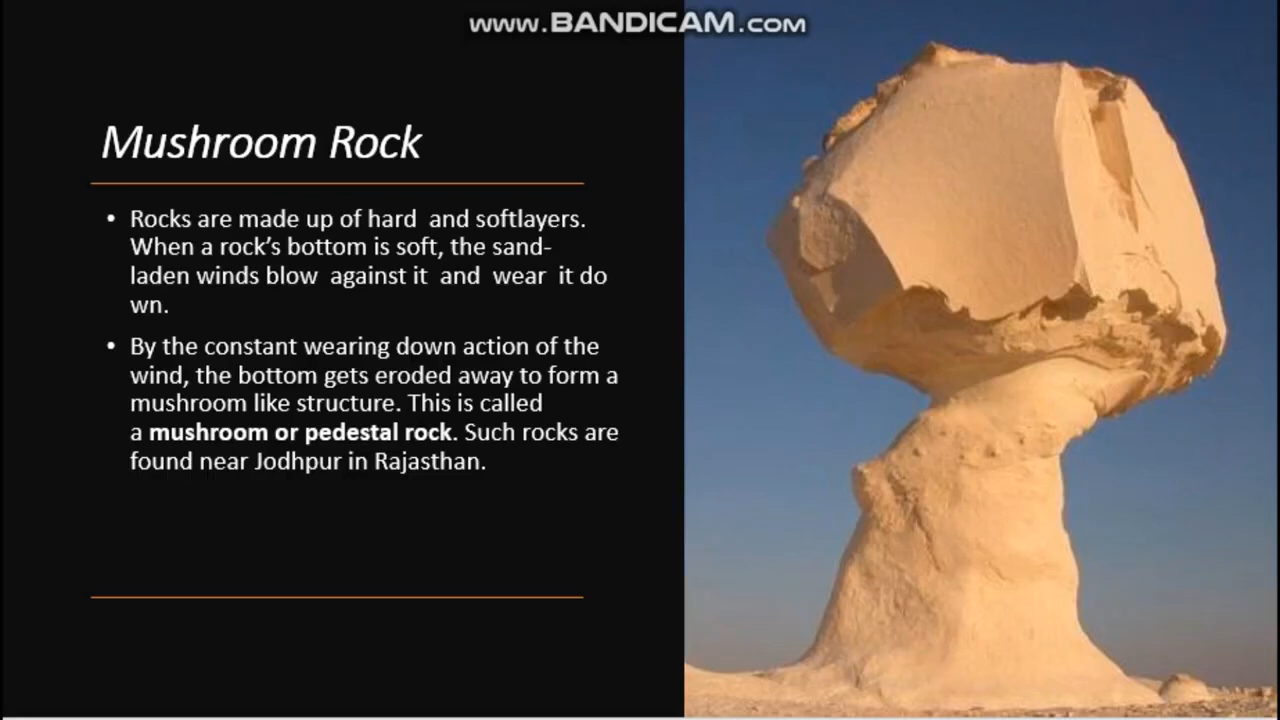 www.BANDICAM.com
Mushroom Rock
• Rocks are made up of hard  and softlayers.
When a rock's bottom is soft, the sand-
laden winds blow  against it  and  wear  it do
wn.
• By the constant wearing down action of the
wind, the bottom gets eroded away to form a
mushroom like structure. This is called
a mushroom or pedestal rock. Such rocks are
found near Jodhpur in Rajasthan.